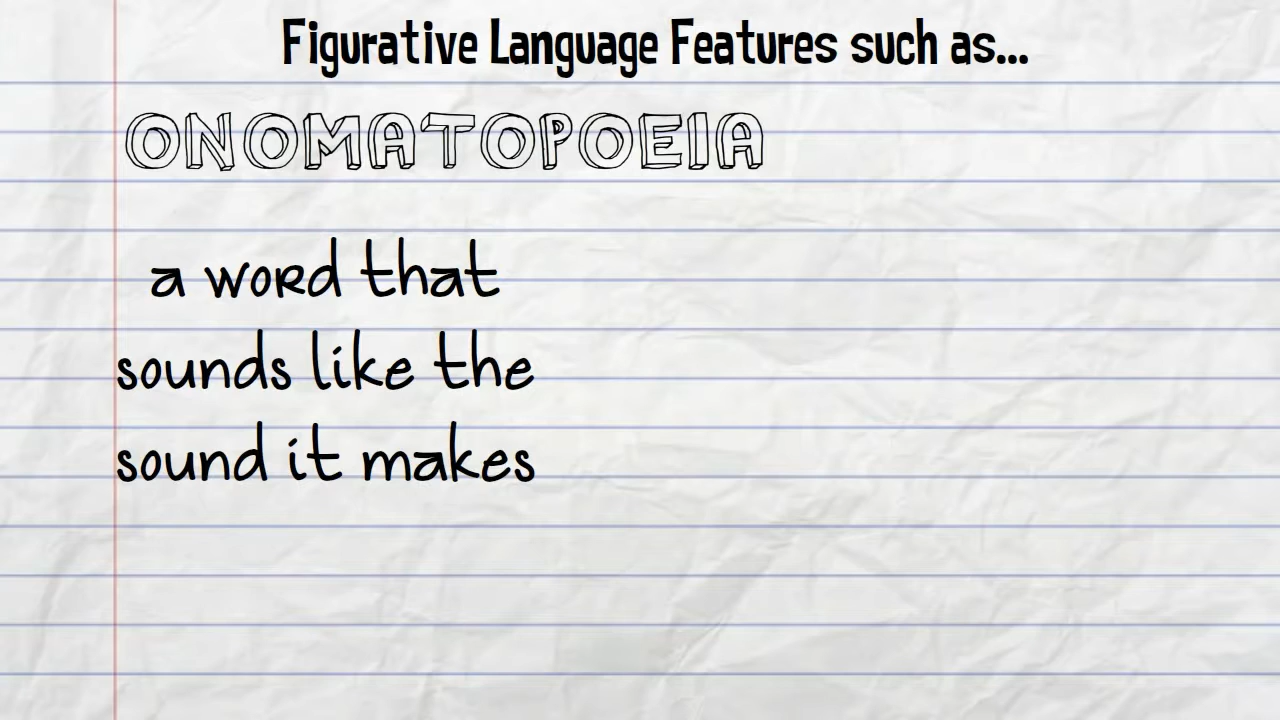 Figurative Language Features such as...
ONOMATOPOEIA
a word that
sounds like the
sound it makes